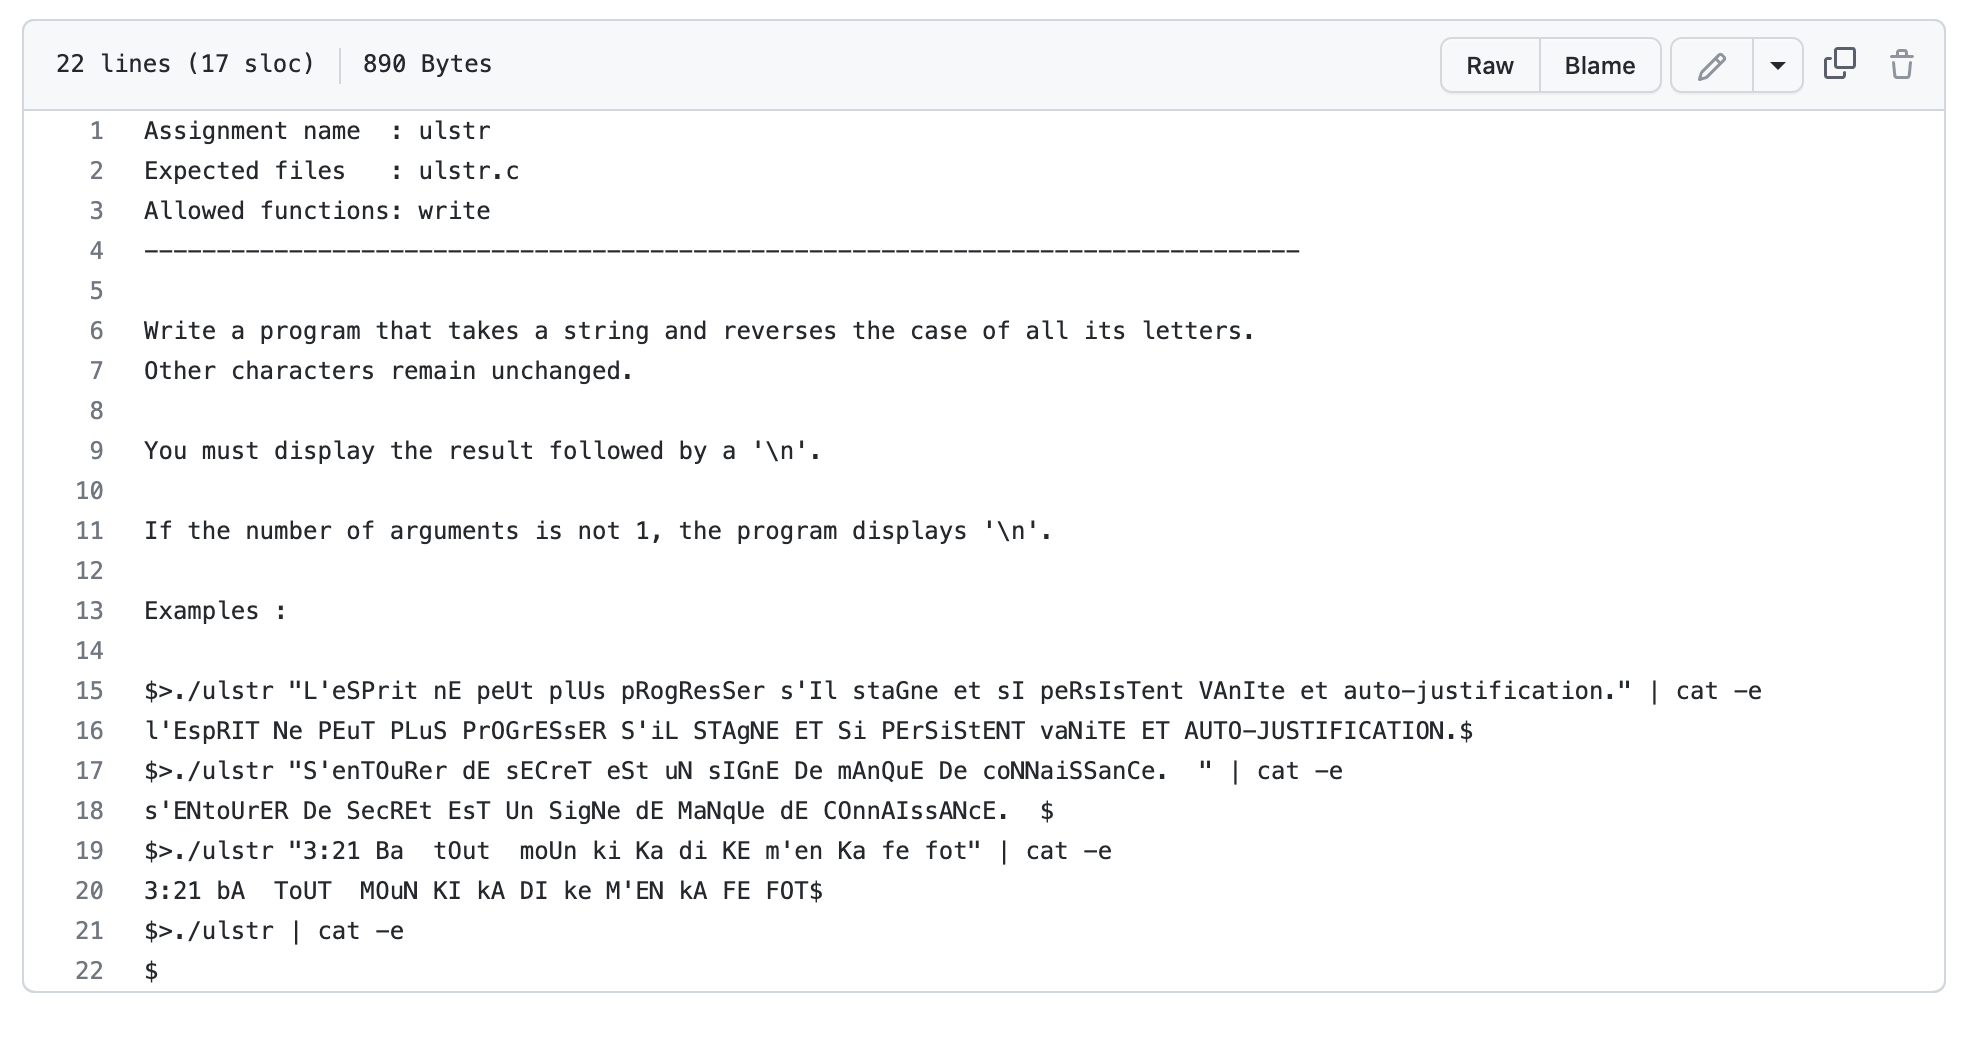 22 lines (17 sloc) 890 Bytes Raw Blame
1 Assignment name  : ulstr
2 Expected files   : ulstr.c
3 Allowed functions: write
4 --------------------------------------------------------------------------------
5
6 Write a program that takes a string and reverses the case of all its letters.
7 Other characters remain unchanged.
8
9 You must display the result followed by a '\n'.
10
11 If the number of arguments is not 1, the program displays '\n'.
12
13 Examples :
14
15 $>./ulstr "L'eSPrit nE peUt plUs pRogResSer s'Il staGne et sI peRsIsTent VAnIte et auto-justification." | cat -e
16 l'EspRIT Ne PEuT PLuS PrOGrESsER S'iL STAgNE ET Si PErSiStENT vaNiTE ET AUTO-JUSTIFICATION.$
17 $>./ulstr "S'enTOuRer dE sECreT eSt uN sIGnE De mAnQuE De coNNaiSSanCe.  " | cat -e
18 s'ENtoUrER De SecREt EsT Un SigNe dE MaNqUe dE COnnAIssANcE.  $
19 $>./ulstr "3:21 Ba  tOut  moUn ki Ka di KE m'en Ka fe fot" | cat -e
20 3:21 bA  ToUT  MOuN KI kA DI ke M'EN kA FE FOT$
21 $>./ulstr | cat -e
22 $